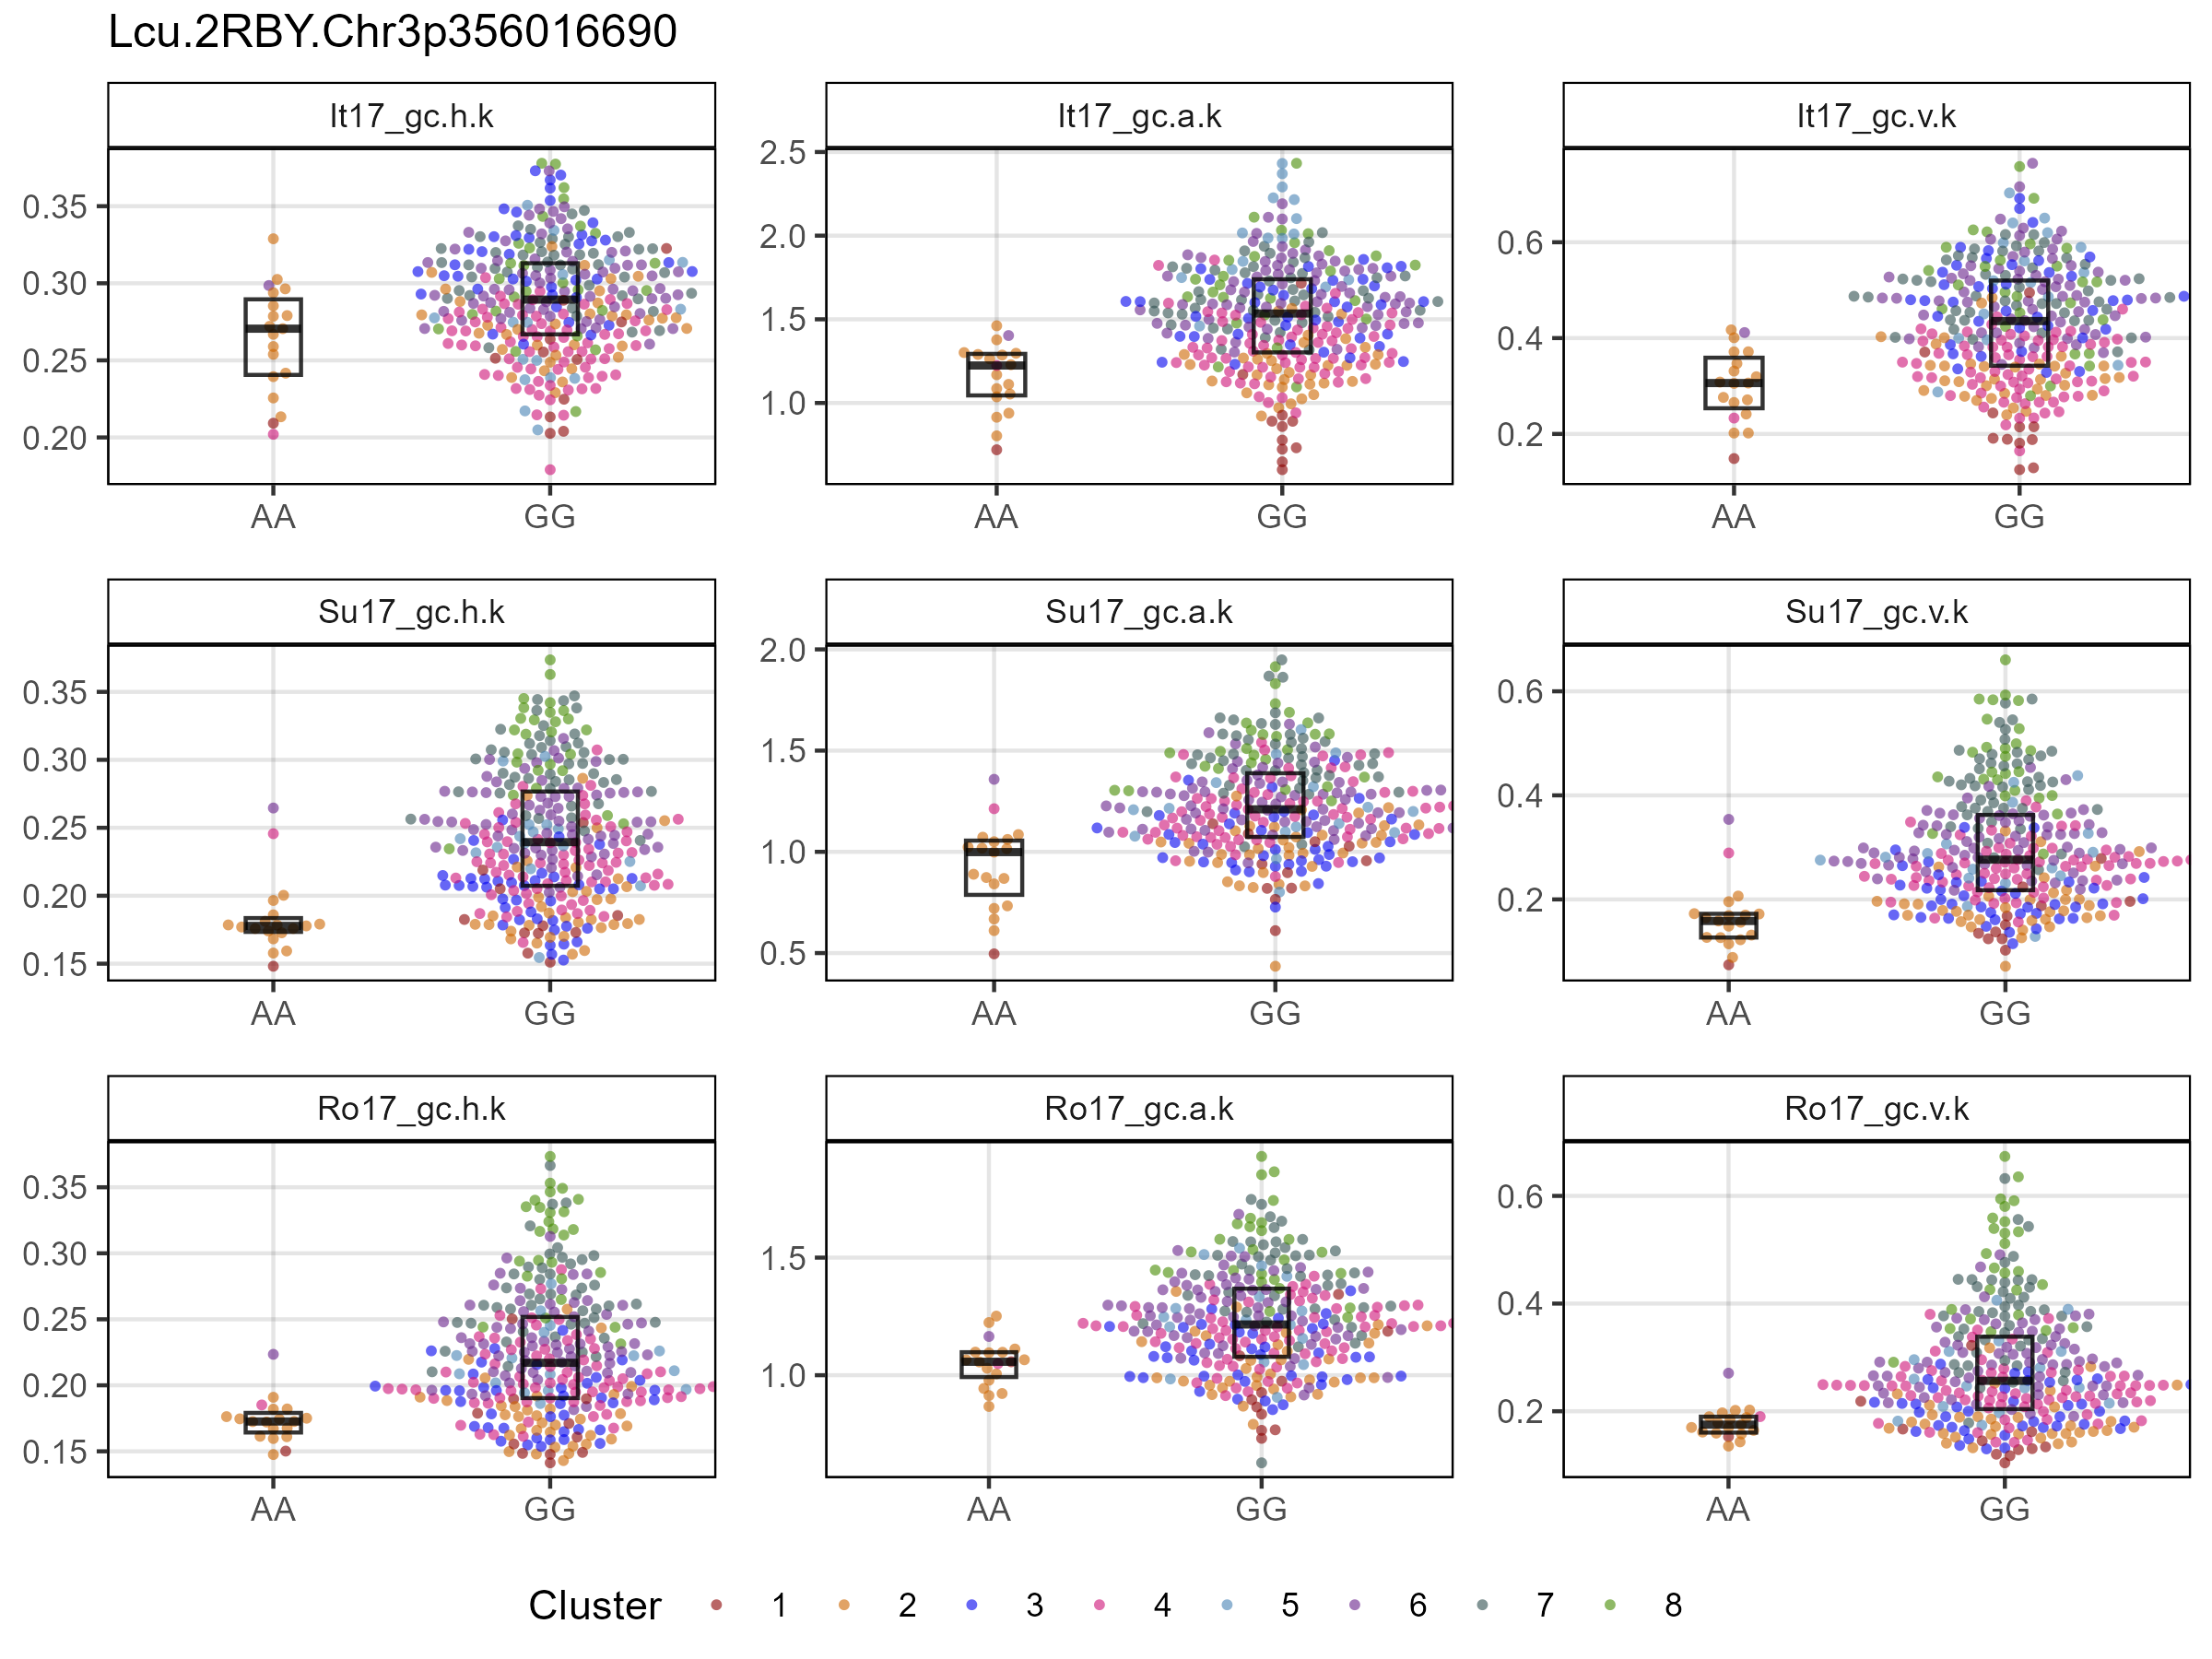 Lcu.2RBY.Chr3p356016690
It17_gc.h.k
It17_gc.a.k
It17_gc.v.k
0.35
0.30
0.25
0.20
2.5
2.0
1.5
1.0
0.6
0.4
0.2
AA GG
AA GG
AA GG
Su17_gc.h.k
Su17_gc.a.k
Su17_gc.v.k
0.35
0.30
0.25
0.20
0.15
2.0
1.5
1.0
0.5
0.6
0.4
0.2
AA GG
AA GG
AA GG
Ro17_gc.h.k
Ro17_gc.a.k
Ro17_gc.v.k
0.35
0.30
0.25
0.20
0.15
1.5
1.0
0.6
0.4
0.2
AA GG
AA GG
AA GG
Cluster 1 2 3 4 5 6 7 8